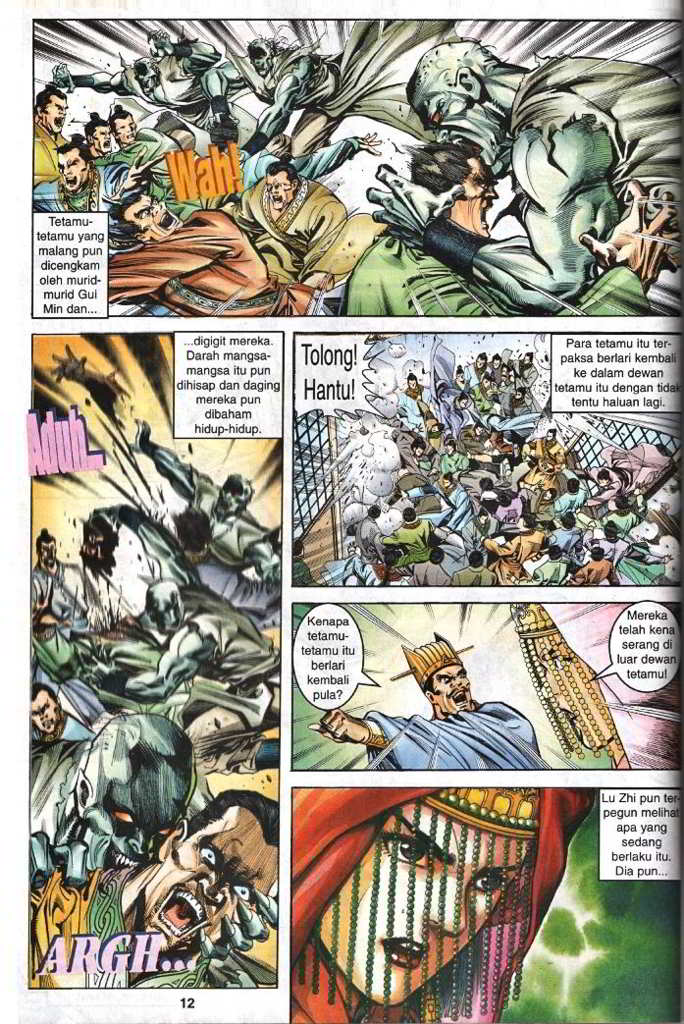 Wah!
Tetamu-
tetamu yang
malang pun
dicengkam
oleh murid-
murid Gui
Min dan...
...digigit mereka.
Darah mangsa-
mangsa itu pun
dihisap dan daging
mereka pun
dibaham
hidup-hidup.
Aduh...
ARGH...
Tolong!
Hantu!
Para tetamu itu ter-
paksa berlari kembali
ke dalam dewan
tetamu itu dengan tidak
tentu haluan lagi.
Kenapa
tetamu-
tetamu itu
berlari
kembali
pula?
Mereka
telah kena
serang di
luar dewan
tetamu!
Lu Zhi pun ter-
pegun melihat
apa yang
sedang
berlaku itu.
Dia pun...
12